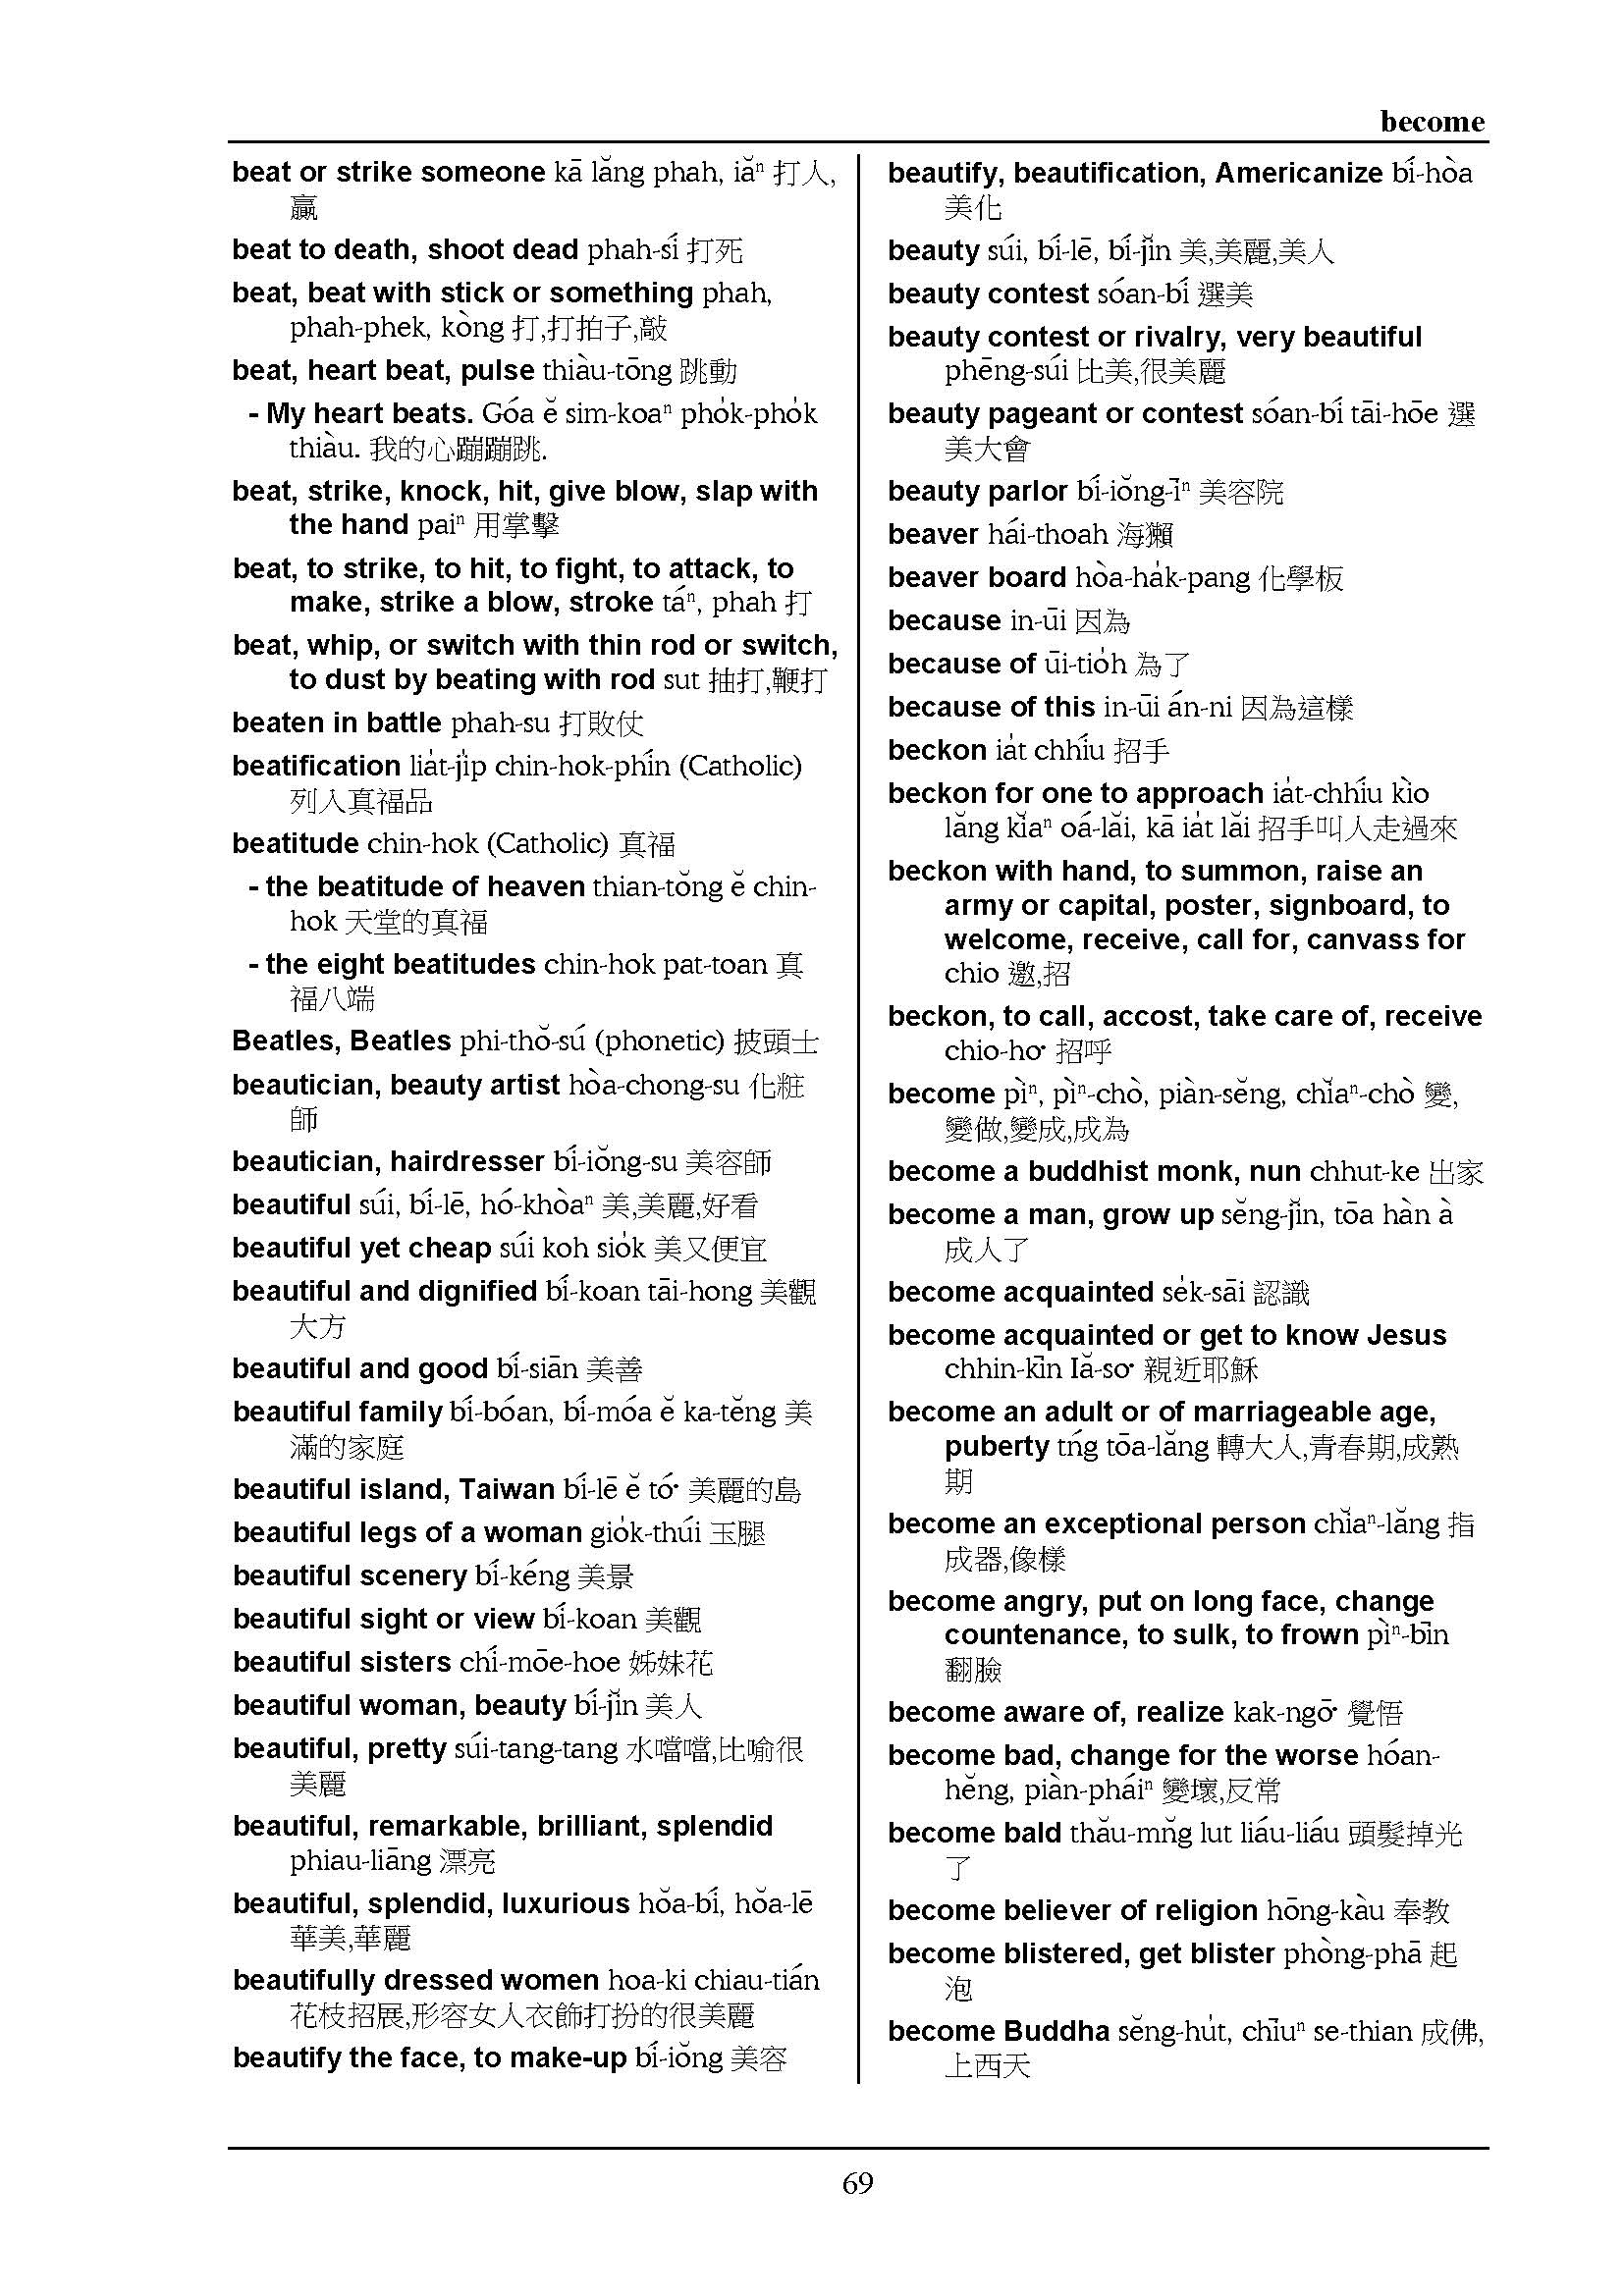 become
beat or strike someone kā lăng phah, iăⁿ 打人,
贏
beat to death, shoot dead phah-sí 打死
beat, beat with stick or something phah,
phah-phek, kòng 打,打拍子,敲
beat, heart beat, pulse thiàu-tōng 跳動
- My heart beats. Góa ĕ sim-koaⁿ pho̍k-pho̍k
thiàu. 我的心蹦蹦跳.
beat, strike, knock, hit, give blow, slap with
the hand paiⁿ 用掌擊
beat, to strike, to hit, to fight, to attack, to
make, strike a blow, stroke táⁿ, phah 打
beat, whip, or switch with thin rod or switch,
to dust by beating with rod sut 抽打,鞭打
beaten in battle phah-su 打敗仗
beatification lia̍t-ji̍p chin-hok-phín (Catholic)
列入真福品
beatitude chin-hok (Catholic) 真福
- the beatitude of heaven thian-tŏng ĕ chin-
hok 天堂的真福
- the eight beatitudes chin-hok pat-toan 真
福八端
Beatles, Beatles phi-thŏ-sú (phonetic) 披頭士
beautician, beauty artist hòa-chong-su 化粧
師
beautician, hairdresser bí-iŏng-su 美容師
beautiful súi, bí-lē, hó-khòaⁿ 美,美麗,好看
beautiful yet cheap súi koh sio̍k 美又便宜
beautiful and dignified bí-koan tāi-hong 美觀
大方
beautiful and good bí-siān 美善
beautiful family bí-bóan, bí-móa ĕ ka-tĕng 美
滿的家庭
beautiful island, Taiwan bí-lē ĕ tó͘ 美麗的島
beautiful legs of a woman gio̍k-thúi 玉腿
beautiful scenery bí-kéng 美景
beautiful sight or view bí-koan 美觀
beautiful sisters chí-mōe-hoe 姊妹花
beautiful woman, beauty bí-jĭn 美人
beautiful, pretty súi-tang-tang 水噹噹,比喻很
美麗
beautiful, remarkable, brilliant, splendid
phiau-liāng 漂亮
beautiful, splendid, luxurious hŏa-bí, hŏa-lē
華美,華麗
beautifully dressed women hoa-ki chiau-tián
花枝招展,形容女人衣飾打扮的很美麗
beautify the face, to make-up bí-iŏng 美容
beautify, beautification, Americanize bí-hòa
美化
beauty súi, bí-lē, bí-jĭn 美,美麗,美人
beauty contest sóan-bí 選美
beauty contest or rivalry, very beautiful
phēng-súi 比美,很美麗
beauty pageant or contest sóan-bí tāi-hōe 選
美大會
beauty parlor bí-iŏng-īⁿ 美容院
beaver hái-thoah 海獺
beaver board hòa-ha̍k-pang 化學板
because in-ūi 因為
because of ūi-tio̍h 為了
because of this in-ūi án-ni 因為這樣
beckon ia̍t chhíu 招手
beckon for one to approach ia̍t-chhíu kìo
lăng kĭaⁿ oá-lăi, kā ia̍t lăi 招手叫人走過來
beckon with hand, to summon, raise an
army or capital, poster, signboard, to
welcome, receive, call for, canvass for
chio 邀,招
beckon, to call, accost, take care of, receive
chio-ho͘ 招呼
become pìⁿ, pìⁿ-chò, piàn-sĕng, chĭaⁿ-chò 變,
變做,變成,成為
become a buddhist monk, nun chhut-ke 出家
become a man, grow up sĕng-jĭn, tōa hàn à
成人了
become acquainted se̍k-sāi 認識
become acquainted or get to know Jesus
chhin-kīn Iă-so͘ 親近耶穌
become an adult or of marriageable age,
puberty tńg tōa-lăng 轉大人,青春期,成熟
期
become an exceptional person chĭaⁿ-lăng 指
成器,像樣
become angry, put on long face, change
countenance, to sulk, to frown pìⁿ-bīn
翻臉
become aware of, realize kak-ngō͘ 覺悟
become bad, change for the worse hóan-
hĕng, piàn-pháiⁿ 變壞,反常
become bald thău-mn̆g lut liáu-liáu 頭髮掉光
了
become believer of religion hōng-kàu 奉教
become blistered, get blister phòng-phā 起
泡
become Buddha sĕng-hu̍t, chīuⁿ se-thian 成佛,
上西天
69